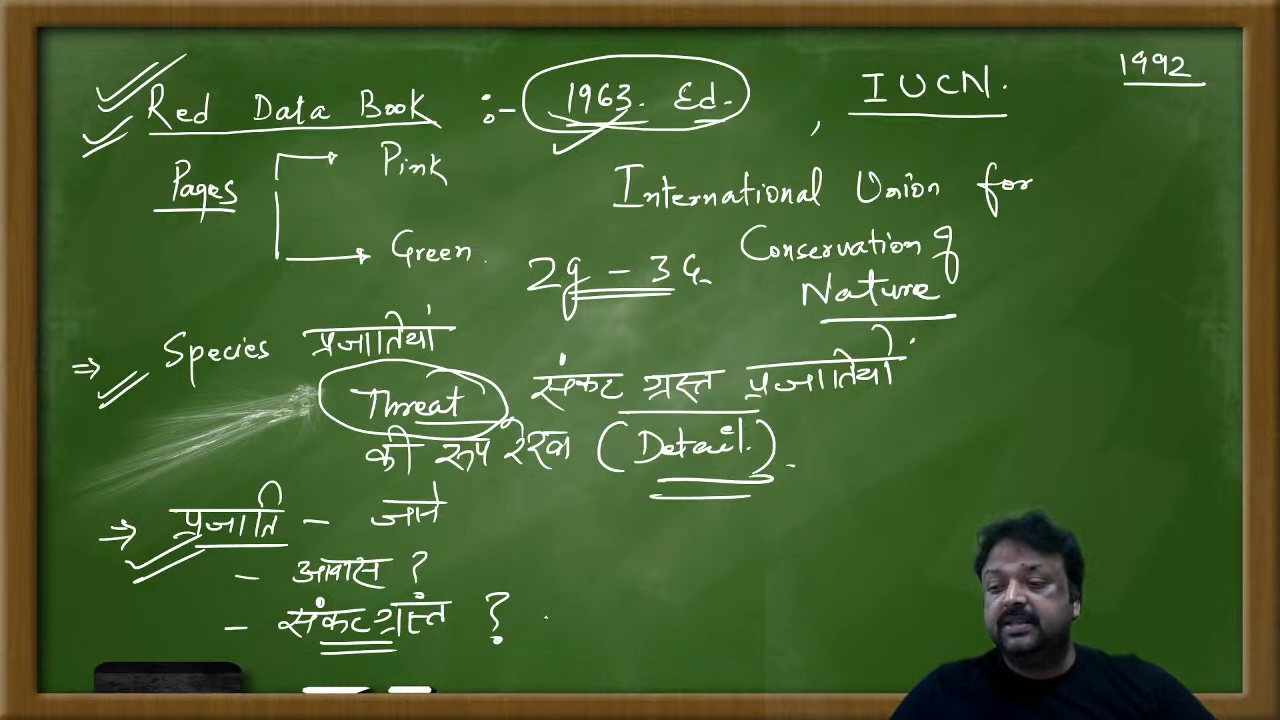 Red Data Book :- 1963. Ed. , IUCN.
1992
Pages
Pink
Green.
International Union for
Conservation of
Nature
2g - 3G
⇒ Species प्रजातियां
Threat संकट ग्रस्त प्रजातियों
की रूप रेखा (Detail.).
⇒ प्रजाति - जाने
- आवास ?
- संकटग्रस्त ?